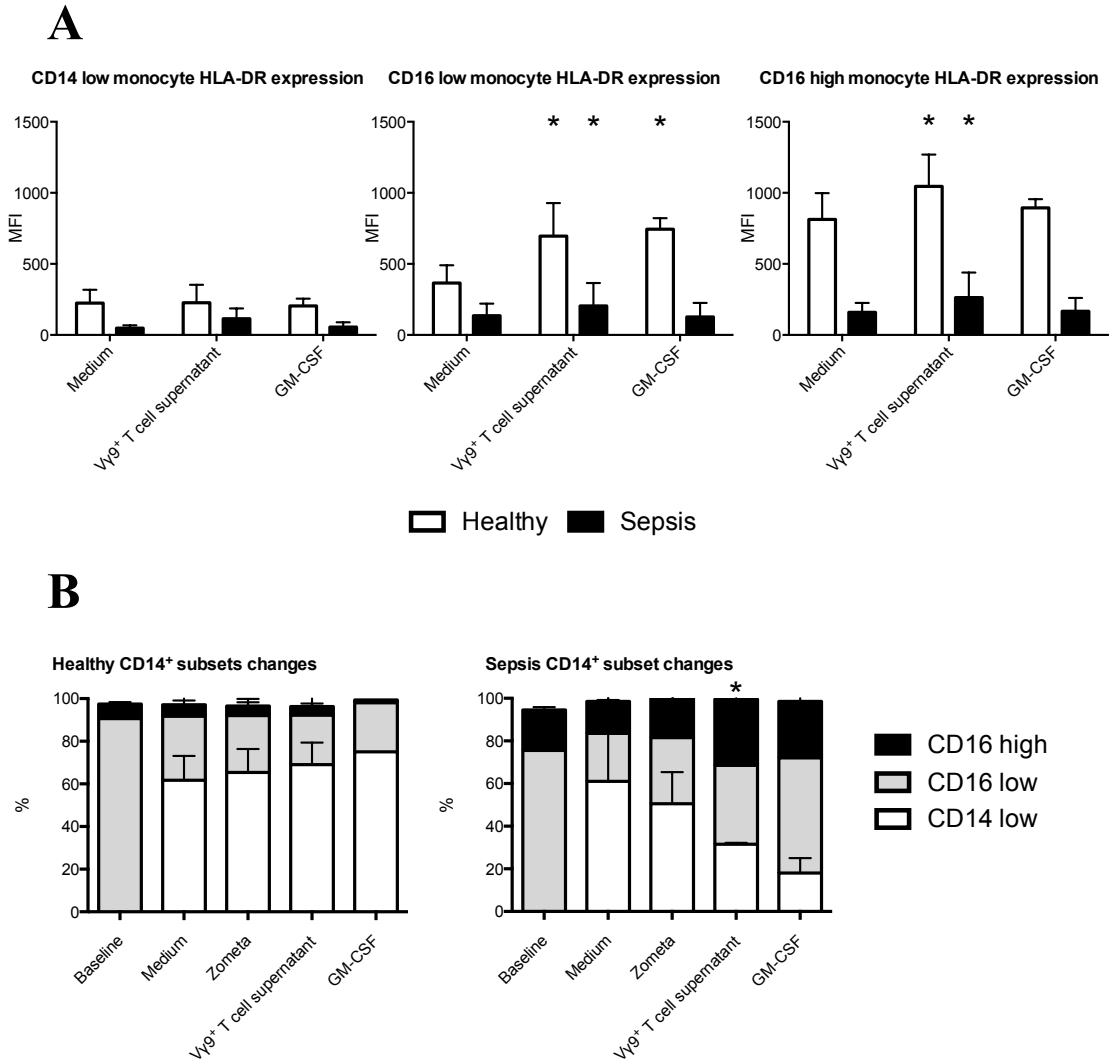 A
CD14 low monocyte HLA-DR expression
1500
1000
500
0
MFI
Medium
Vγ9+ T cell supernatant
GM-CSF
CD16 low monocyte HLA-DR expression
* * *
1500
1000
500
0
MFI
Medium
Vγ9+ T cell supernatant
GM-CSF
CD16 high monocyte HLA-DR expression
* *
1500
1000
500
0
MFI
Medium
Vγ9+ T cell supernatant
GM-CSF
Healthy Sepsis
B
Healthy CD14+ subsets changes
100
80
60
40
20
0
%
Baseline
Medium
Zometa
Vγ9+ T cell supernatant
GM-CSF
Sepsis CD14+ subset changes
*
100
80
60
40
20
0
%
Baseline
Medium
Zometa
Vγ9+ T cell supernatant
GM-CSF
CD16 high
CD16 low
CD14 low